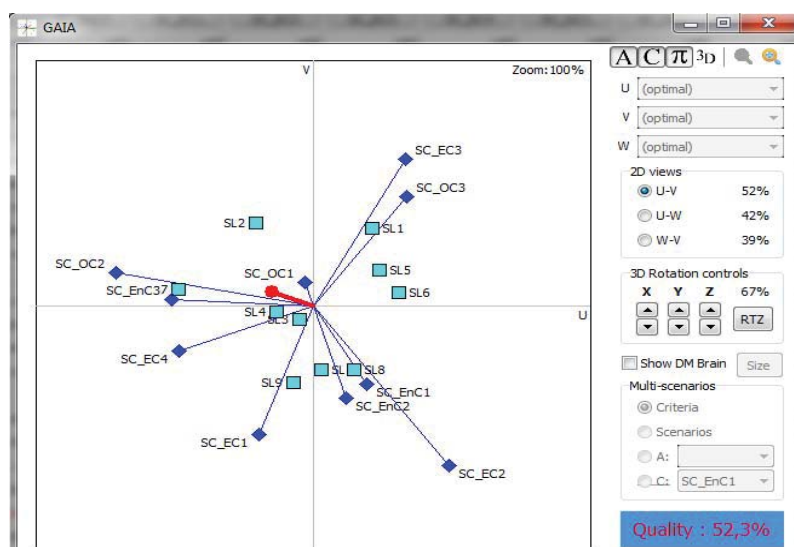 GAIA
V
Zoom: 100%
SC_EC3
SC_OC3
SL2
SL1
SC_OC2
SC_OC1
SL5
SC_EnC37
SL6
U
SL4
SL3
SC_EC4
SL
SL8
SL9
SC_EnC1
SC_EnC2
SC_EC1
SC_EC2
A C π 3D
U (optimal)
V (optimal)
W (optimal)
2D views
U-V 52%
U-W 42%
W-V 39%
3D Rotation controls
X Y Z 67%
RTZ
Show DM Brain Size
Multi-scenarios
Criteria
Scenarios
A:
C: SC_EnC1
Quality : 52,3%